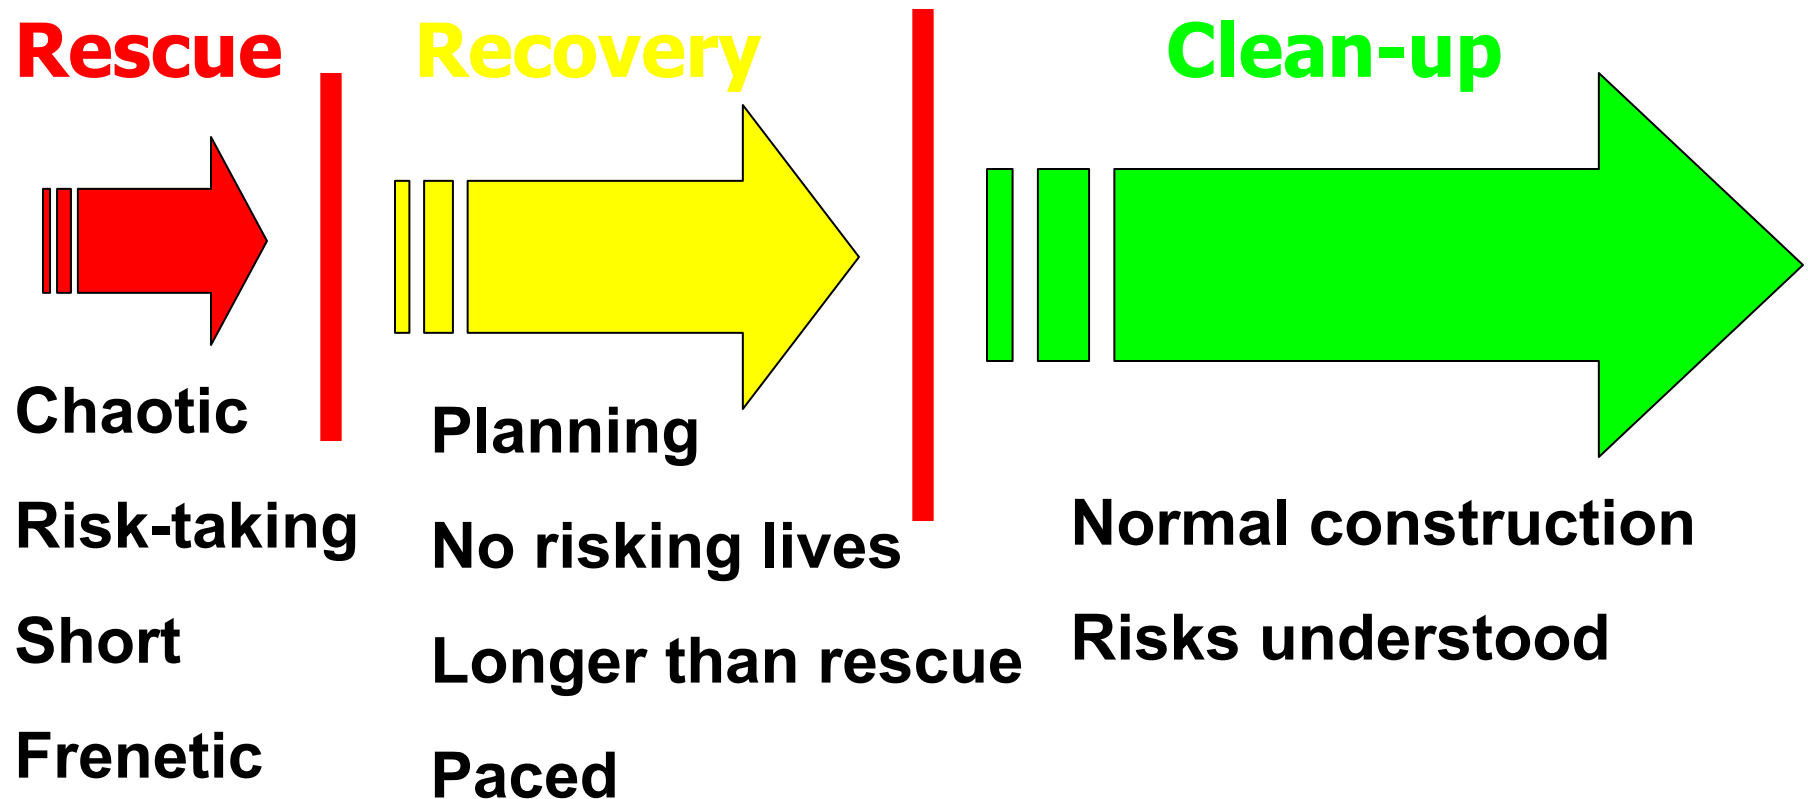 Rescue
Chaotic
Risk-taking
Short
Frenetic
Recovery
Planning
No risking lives
Longer than rescue
Paced
Clean-up
Normal construction
Risks understood